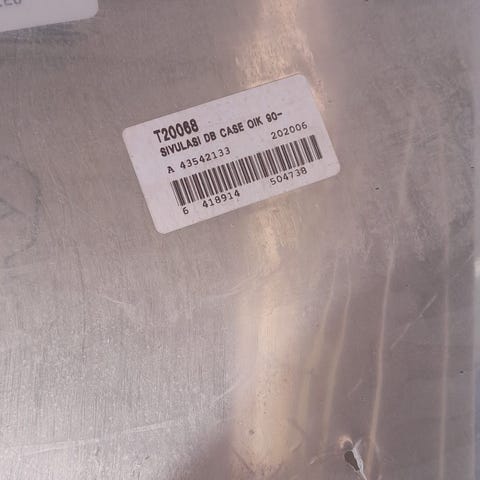 T20068
SIVULASI DB CASE OIK 90-
A 43542133 202006
6 418914 504738